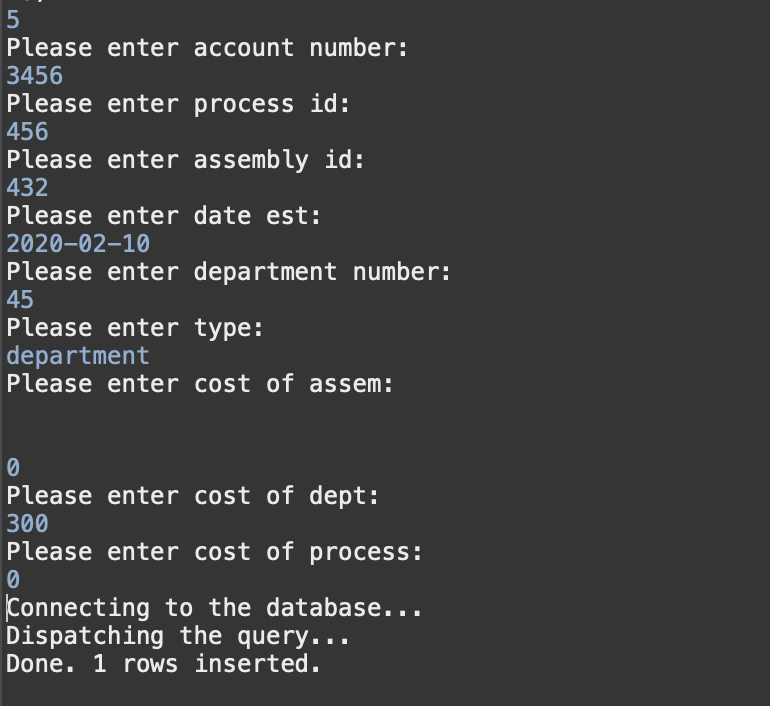 5
Please enter account number:
3456
Please enter process id:
456
Please enter assembly id:
432
Please enter date est:
2020-02-10
Please enter department number:
45
Please enter type:
department
Please enter cost of assem:
0
Please enter cost of dept:
300
Please enter cost of process:
0
Connecting to the database...
Dispatching the query...
Done. 1 rows inserted.